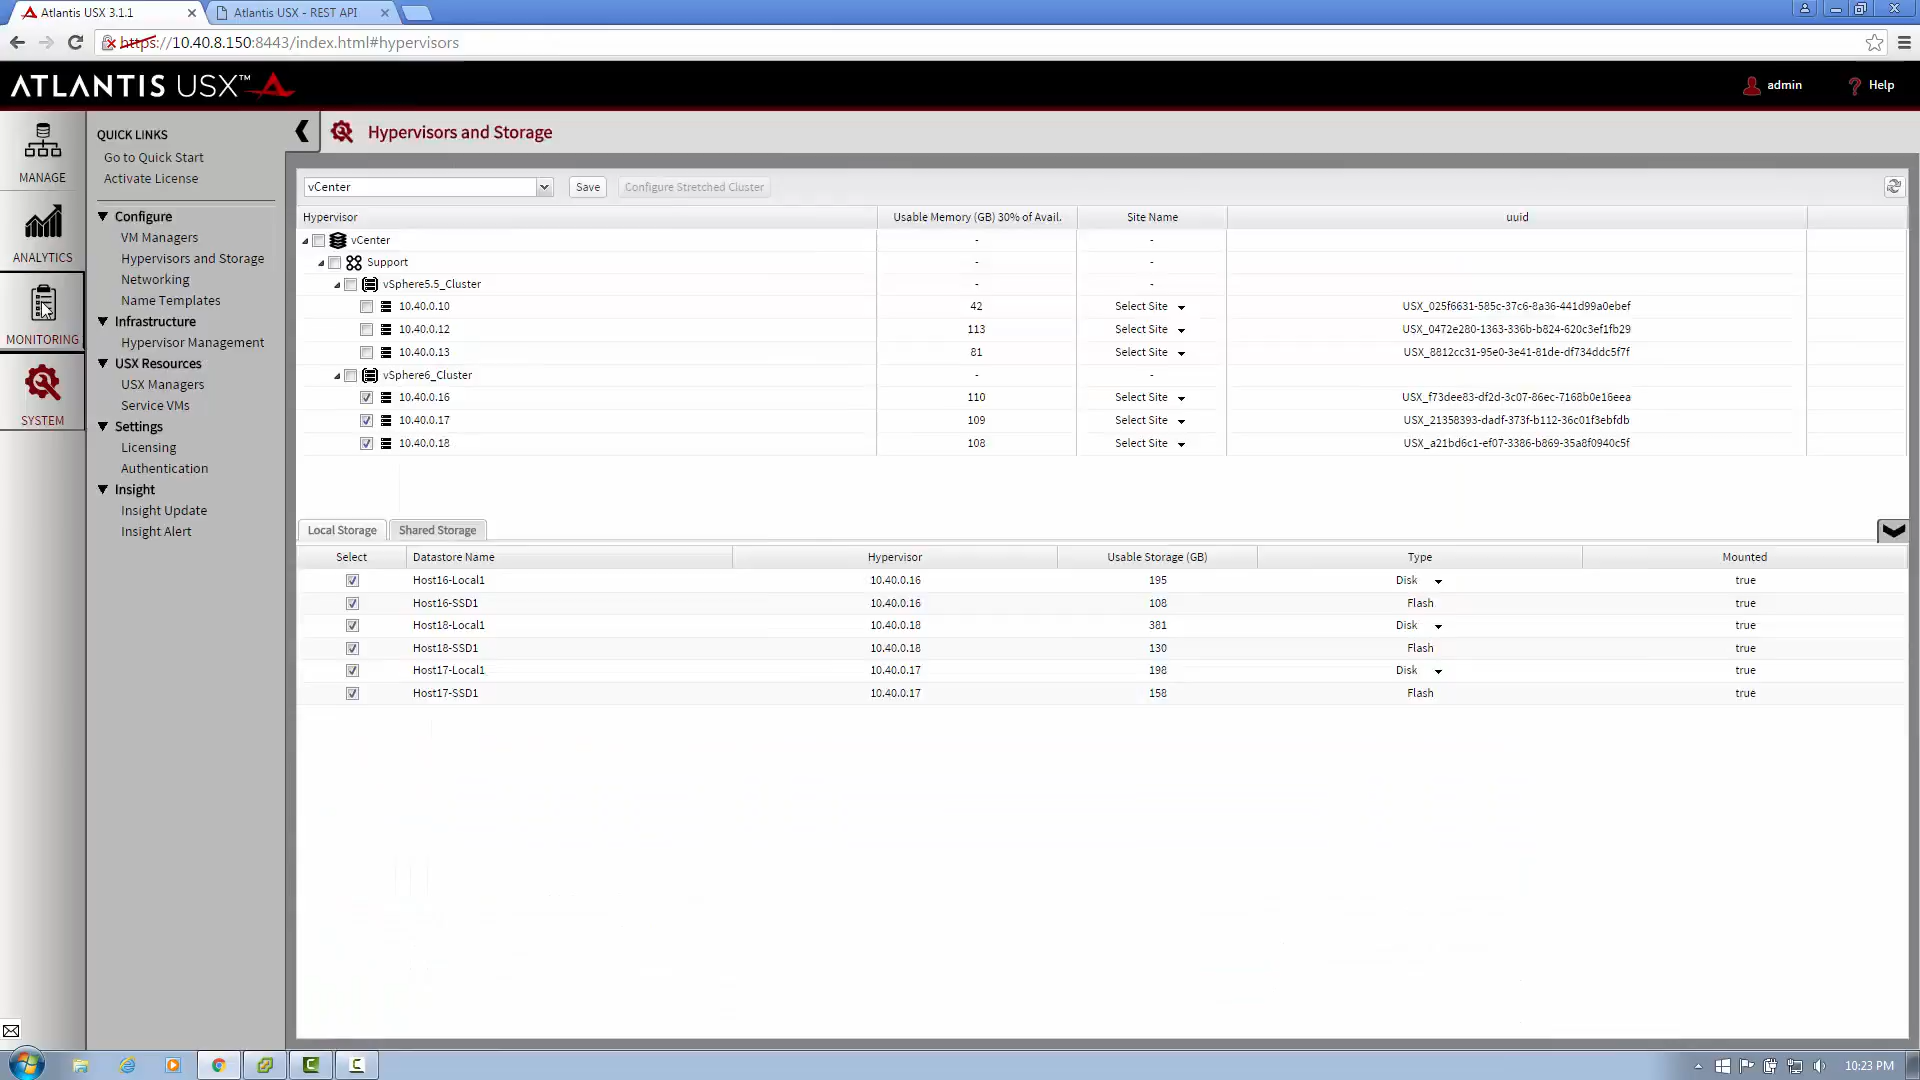 Atlantis USX 3.1.1
Atlantis USX - REST API
https://10.40.8.150:8443/index.html#hypervisors
ATLANTIS USX™
admin
Help
MANAGE
ANALYTICS
MONITORING
SYSTEM
QUICK LINKS
Go to Quick Start
Activate License
Configure
VM Managers
Hypervisors and Storage
Networking
Name Templates
Infrastructure
Hypervisor Management
USX Resources
USX Managers
Service VMs
Settings
Licensing
Authentication
Insight
Insight Update
Insight Alert
Hypervisors and Storage
vCenter Save Configure Stretched Cluster
Hypervisor Usable Memory (GB) 30% of Avail. Site Name uuid
vCenter - -
Support - -
vSphere5.5_Cluster - -
10.40.0.10 42 Select Site USX_025f6631-585c-37c6-8a36-441d99a0ebef
10.40.0.12 113 Select Site USX_0472e280-1363-336b-b824-620c3ef1fb29
10.40.0.13 81 Select Site USX_8812cc31-95e0-3e41-81de-df734ddc5f7f
vSphere6_Cluster - -
10.40.0.16 110 Select Site USX_f73dee83-df2d-3c07-86ec-7168b0e16eea
10.40.0.17 109 Select Site USX_21358393-dadf-373f-b112-36c01f3ebfdb
10.40.0.18 108 Select Site USX_a21bd6c1-ef07-3386-b869-35a8f0940c5f
Local Storage Shared Storage
Select Datastore Name Hypervisor Usable Storage (GB) Type Mounted
Host16-Local1 10.40.0.16 195 Disk true
Host16-SSD1 10.40.0.16 108 Flash true
Host18-Local1 10.40.0.18 381 Disk true
Host18-SSD1 10.40.0.18 130 Flash true
Host17-Local1 10.40.0.17 198 Disk true
Host17-SSD1 10.40.0.17 158 Flash true
10:23 PM